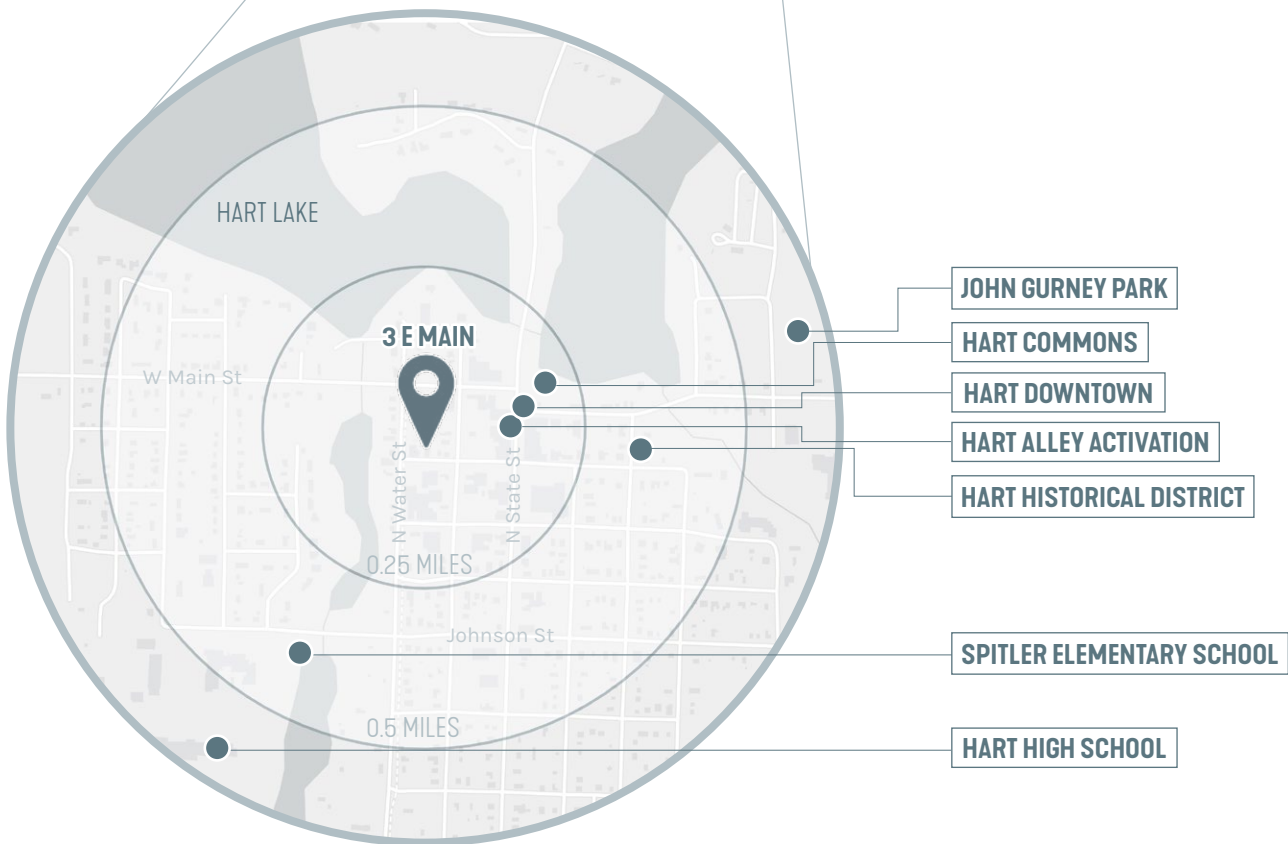 HART LAKE
3 E MAIN
W Main St
N Water St
N State St
0.25 MILES
Johnson St
0.5 MILES
JOHN GURNEY PARK
HART COMMONS
HART DOWNTOWN
HART ALLEY ACTIVATION
HART HISTORICAL DISTRICT
SPITLER ELEMENTARY SCHOOL
HART HIGH SCHOOL